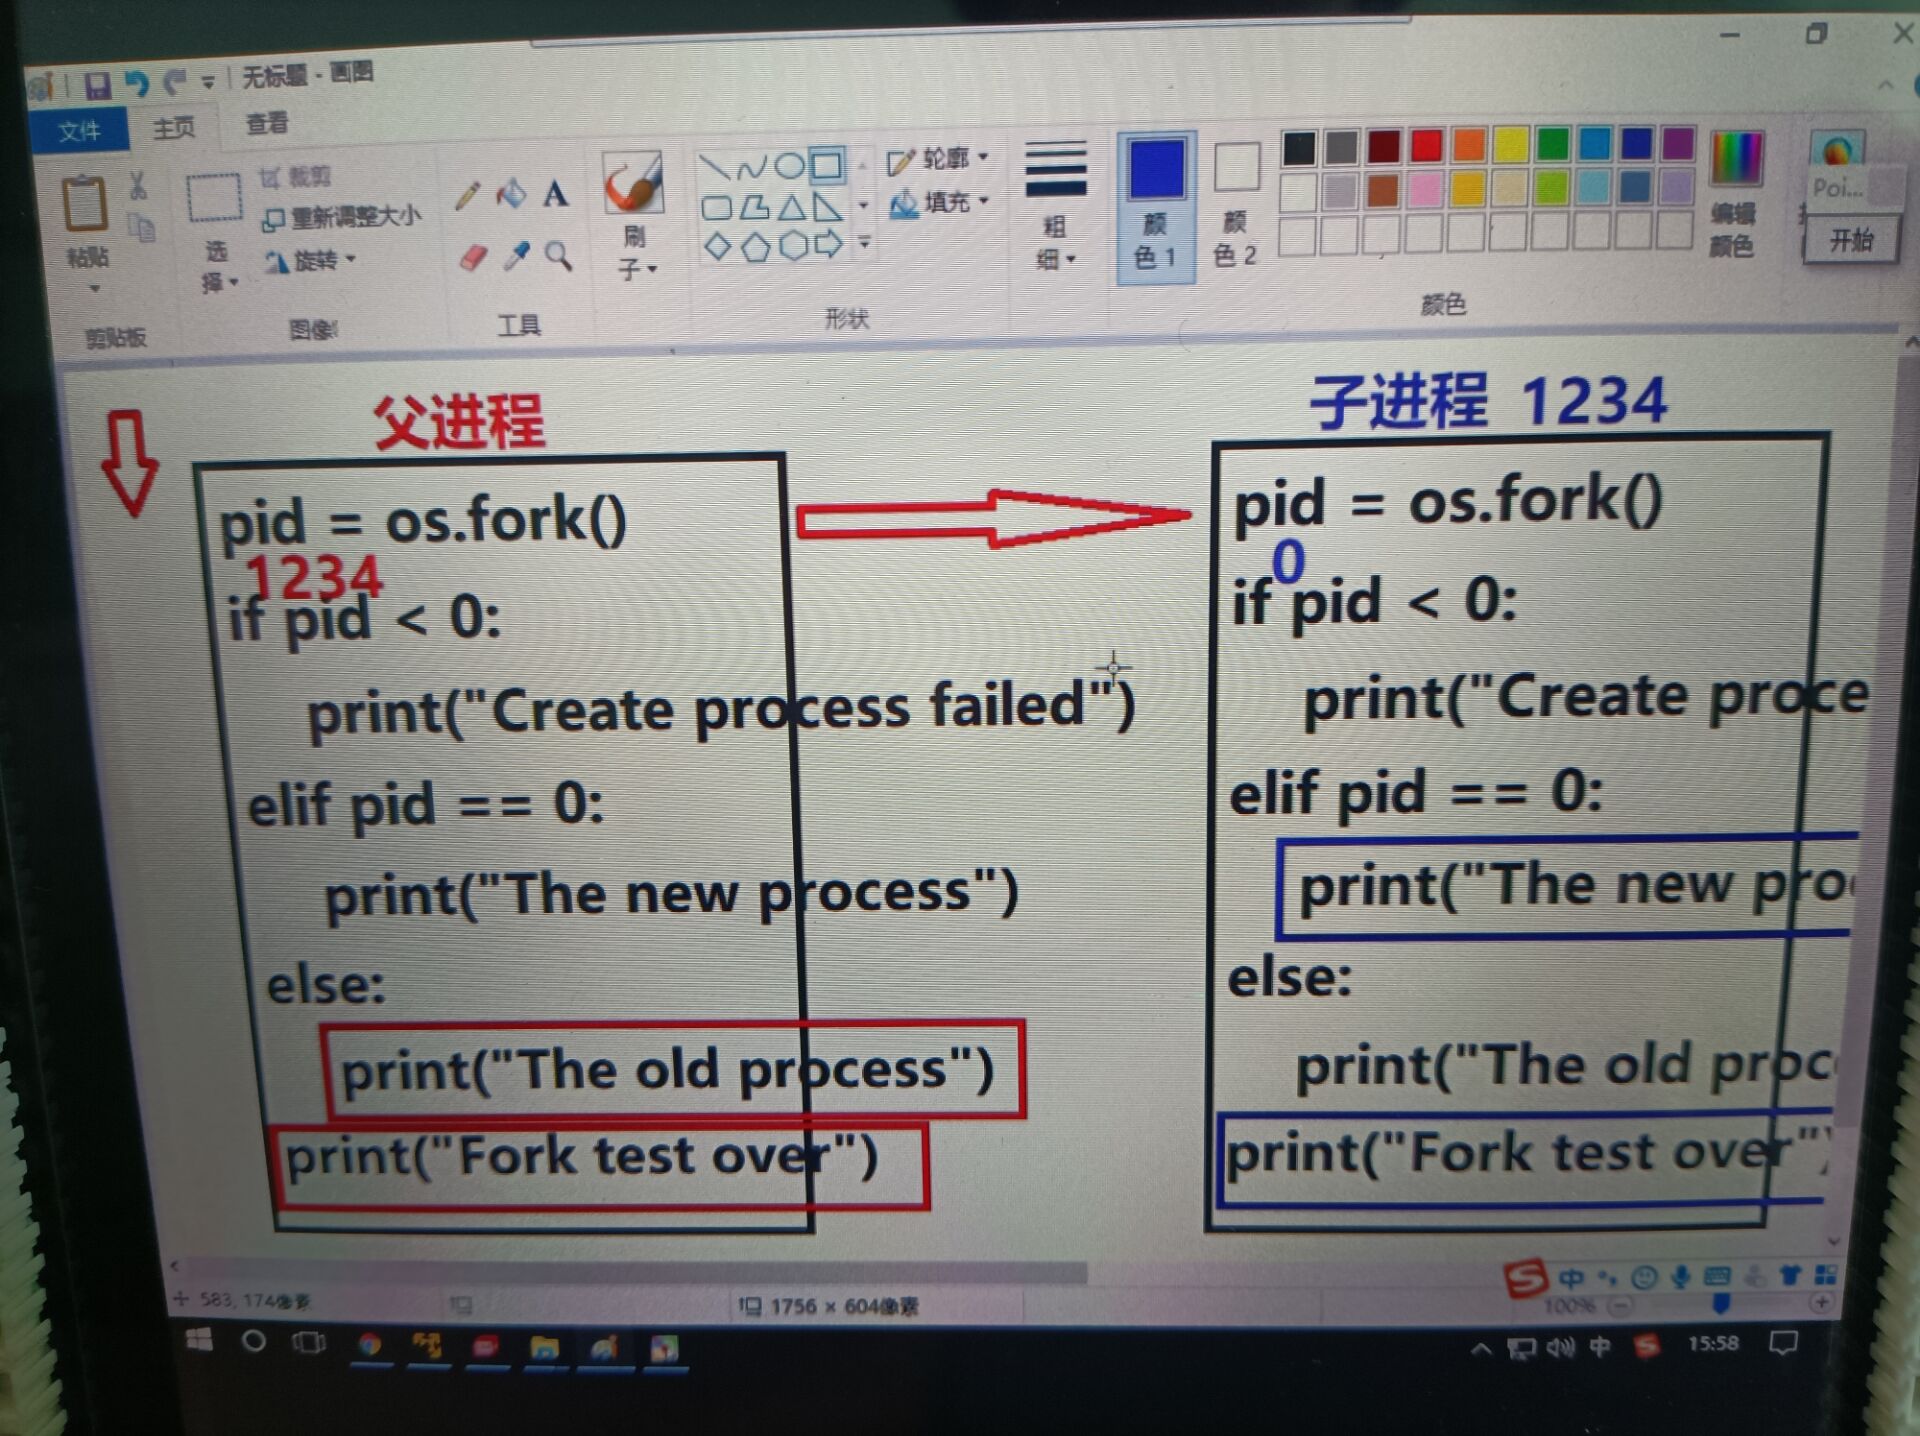 无标题 - 画图
文件 主页 查看
粘贴
剪贴板
选择
裁剪
重新调整大小
旋转
图像
A
工具
刷子
轮廓
填充
形状
粗细
颜色 1
颜色 2
编辑颜色
颜色
Poi...
开始
父进程
pid = os.fork()
1234
if pid < 0:
print("Create process failed")
elif pid == 0:
print("The new process")
else:
print("The old process")
print("Fork test over")
子进程 1234
pid = os.fork()
0
if pid < 0:
print("Create proce
elif pid == 0:
print("The new pro
else:
print("The old proc
print("Fork test over")
S 中
583, 174像素
1756 × 604像素
100%
中 S 15:58